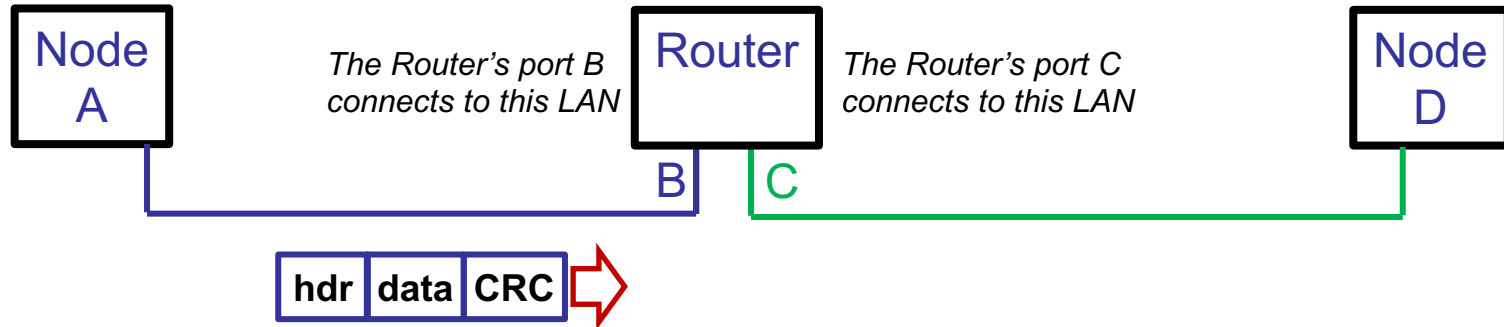 Node
A
The Router's port B
connects to this LAN
Router
The Router's port C
connects to this LAN
Node
D
B
C
hdr data CRC